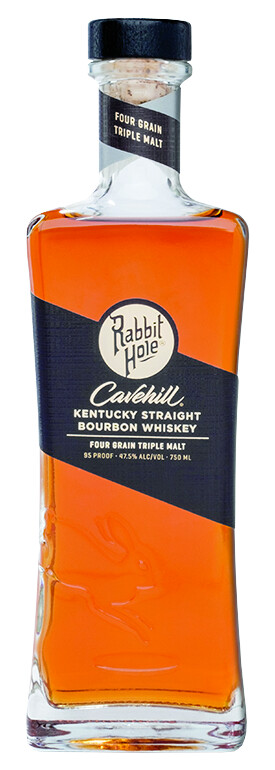 FOUR GRAIN
TRIPLE MALT
Rabbit
Hole
Cavehill®
KENTUCKY STRAIGHT
BOURBON WHISKEY
FOUR GRAIN TRIPLE MALT
95 PROOF · 47.5% ALC/VOL · 750 ML